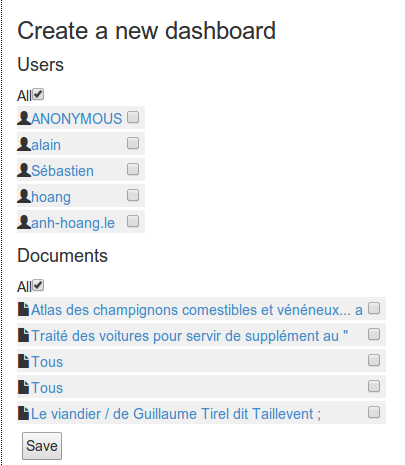 Create a new dashboard
Users
All
ANONYMOUS
alain
Sébastien
hoang
anh-hoang.le
Documents
All
Atlas des champignons comestibles et vénéneux... a
Traité des voitures pour servir de supplément au "
Tous
Tous
Le viandier / de Guillaume Tirel dit Taillevent ;
Save